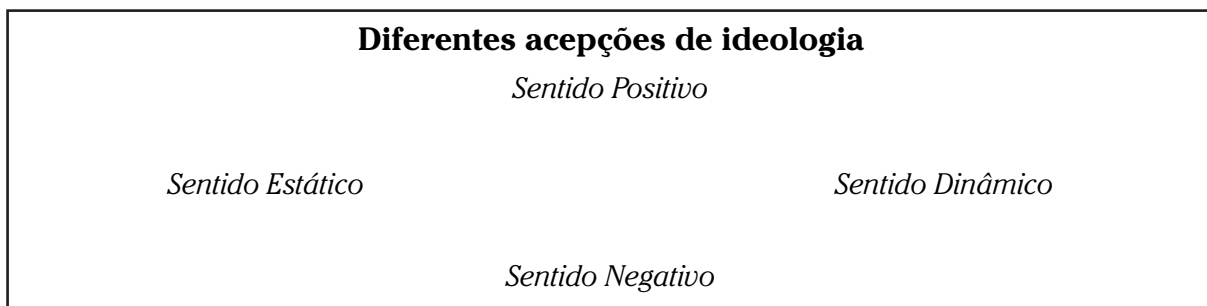 Diferentes acepções de ideologia
Sentido Positivo
Sentido Estático Sentido Dinâmico
Sentido Negativo